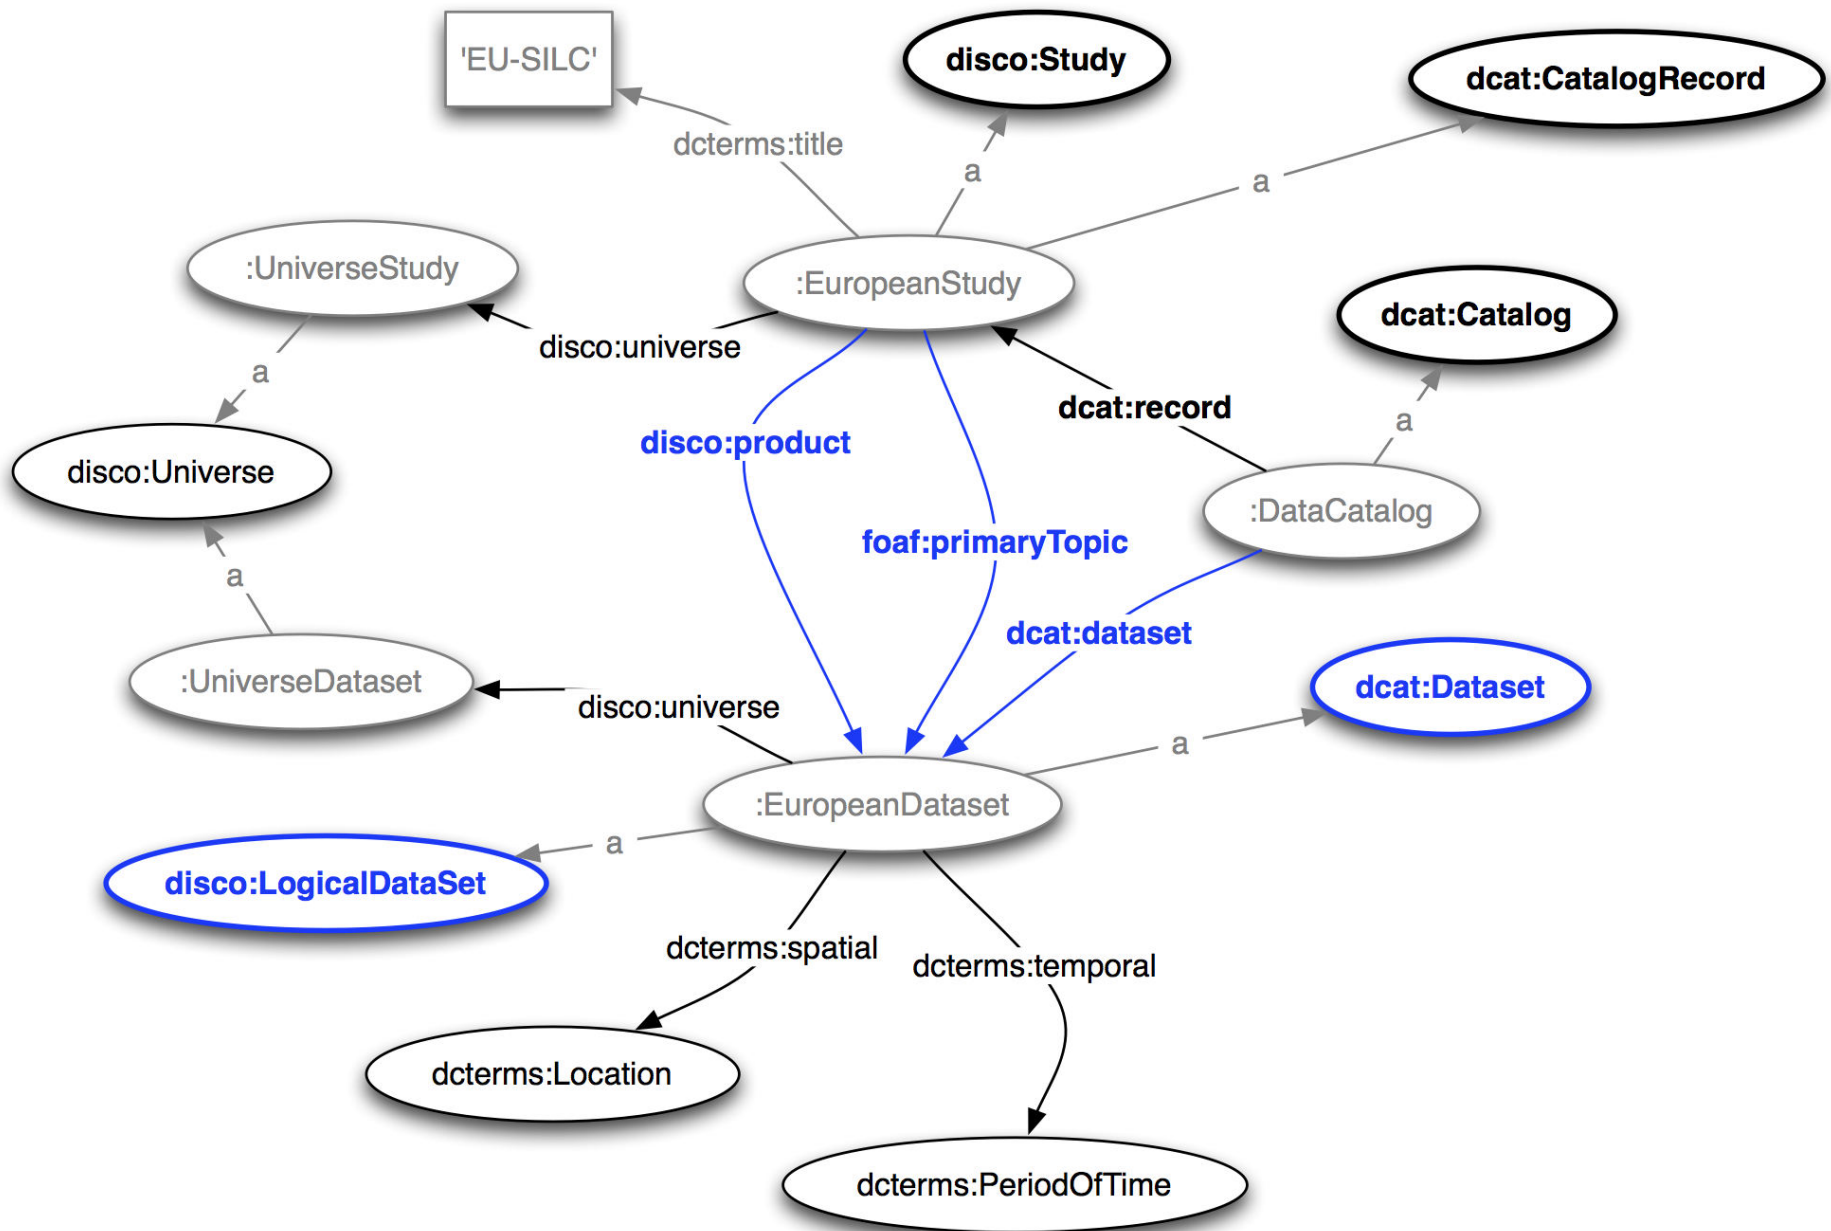 'EU-SILC'
disco:Study
dcat:CatalogRecord
dcterms:title
a
a
:UniverseStudy
:EuropeanStudy
dcat:Catalog
disco:universe
a
dcat:record
a
disco:product
disco:Universe
:DataCatalog
foaf:primaryTopic
a
dcat:dataset
:UniverseDataset
dcat:Dataset
disco:universe
a
:EuropeanDataset
a
disco:LogicalDataSet
dcterms:spatial
dcterms:temporal
dcterms:Location
dcterms:PeriodOfTime